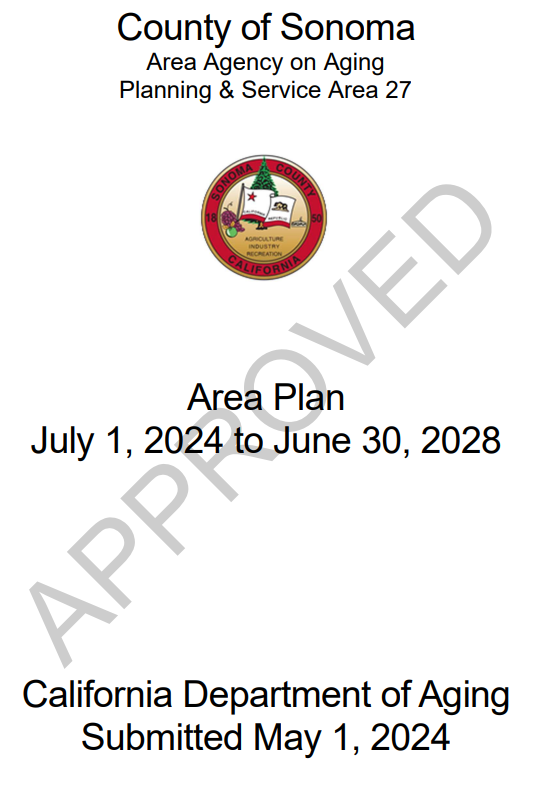 County of Sonoma
Area Agency on Aging
Planning & Service Area 27
SONOMA COUNTY
18 50
CALIFORNIA REPUBLIC
AGRICULTURE
INDUSTRY
RECREATION
CALIFORNIA
APPROVED
Area Plan
July 1, 2024 to June 30, 2028
California Department of Aging
Submitted May 1, 2024